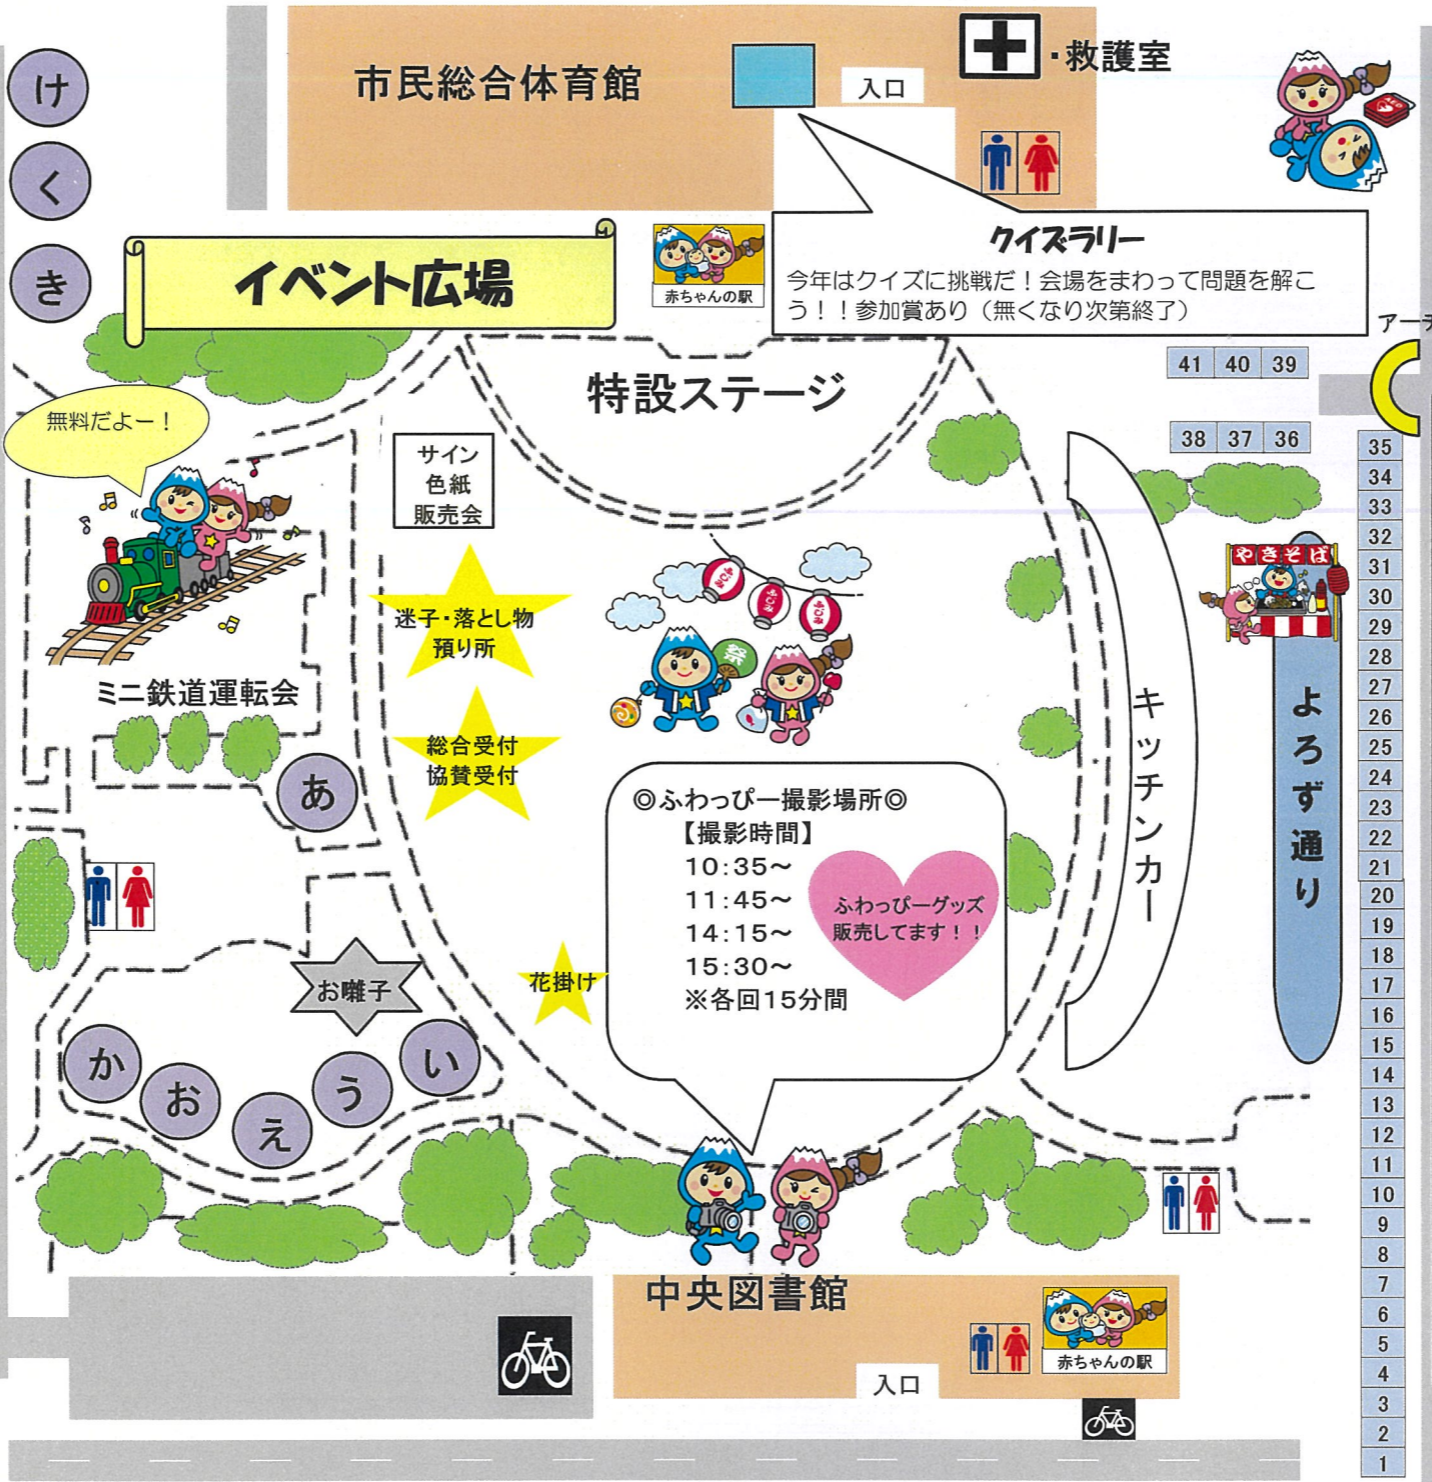 市民総合体育館
入口
・救護室
AED
け
く
き
イベント広場
赤ちゃんの駅
クイズラリー
今年はクイズに挑戦だ！会場をまわって問題を解こ
う！！参加賞あり（無くなり次第終了）
特設ステージ
41 40 39
38 37 36
無料だよー！
サイン
色紙
販売会
迷子・落とし物
預り所
ミニ鉄道運転会
総合受付
協賛受付
あ
ふじみ
ふじみ
ふじみ
祭
やきそば
キッチンカー
よろず通り
◎ふわっぴー撮影場所◎
【撮影時間】
10：35～
11：45～
14：15～
15：30～
※各回15分間
ふわっぴーグッズ
販売してます！！
花掛け
お囃子
か
お
え
う
い
35
34
33
32
31
30
29
28
27
26
25
24
23
22
21
20
19
18
17
16
15
14
13
12
11
10
9
8
7
6
5
4
3
2
1
中央図書館
赤ちゃんの駅
入口